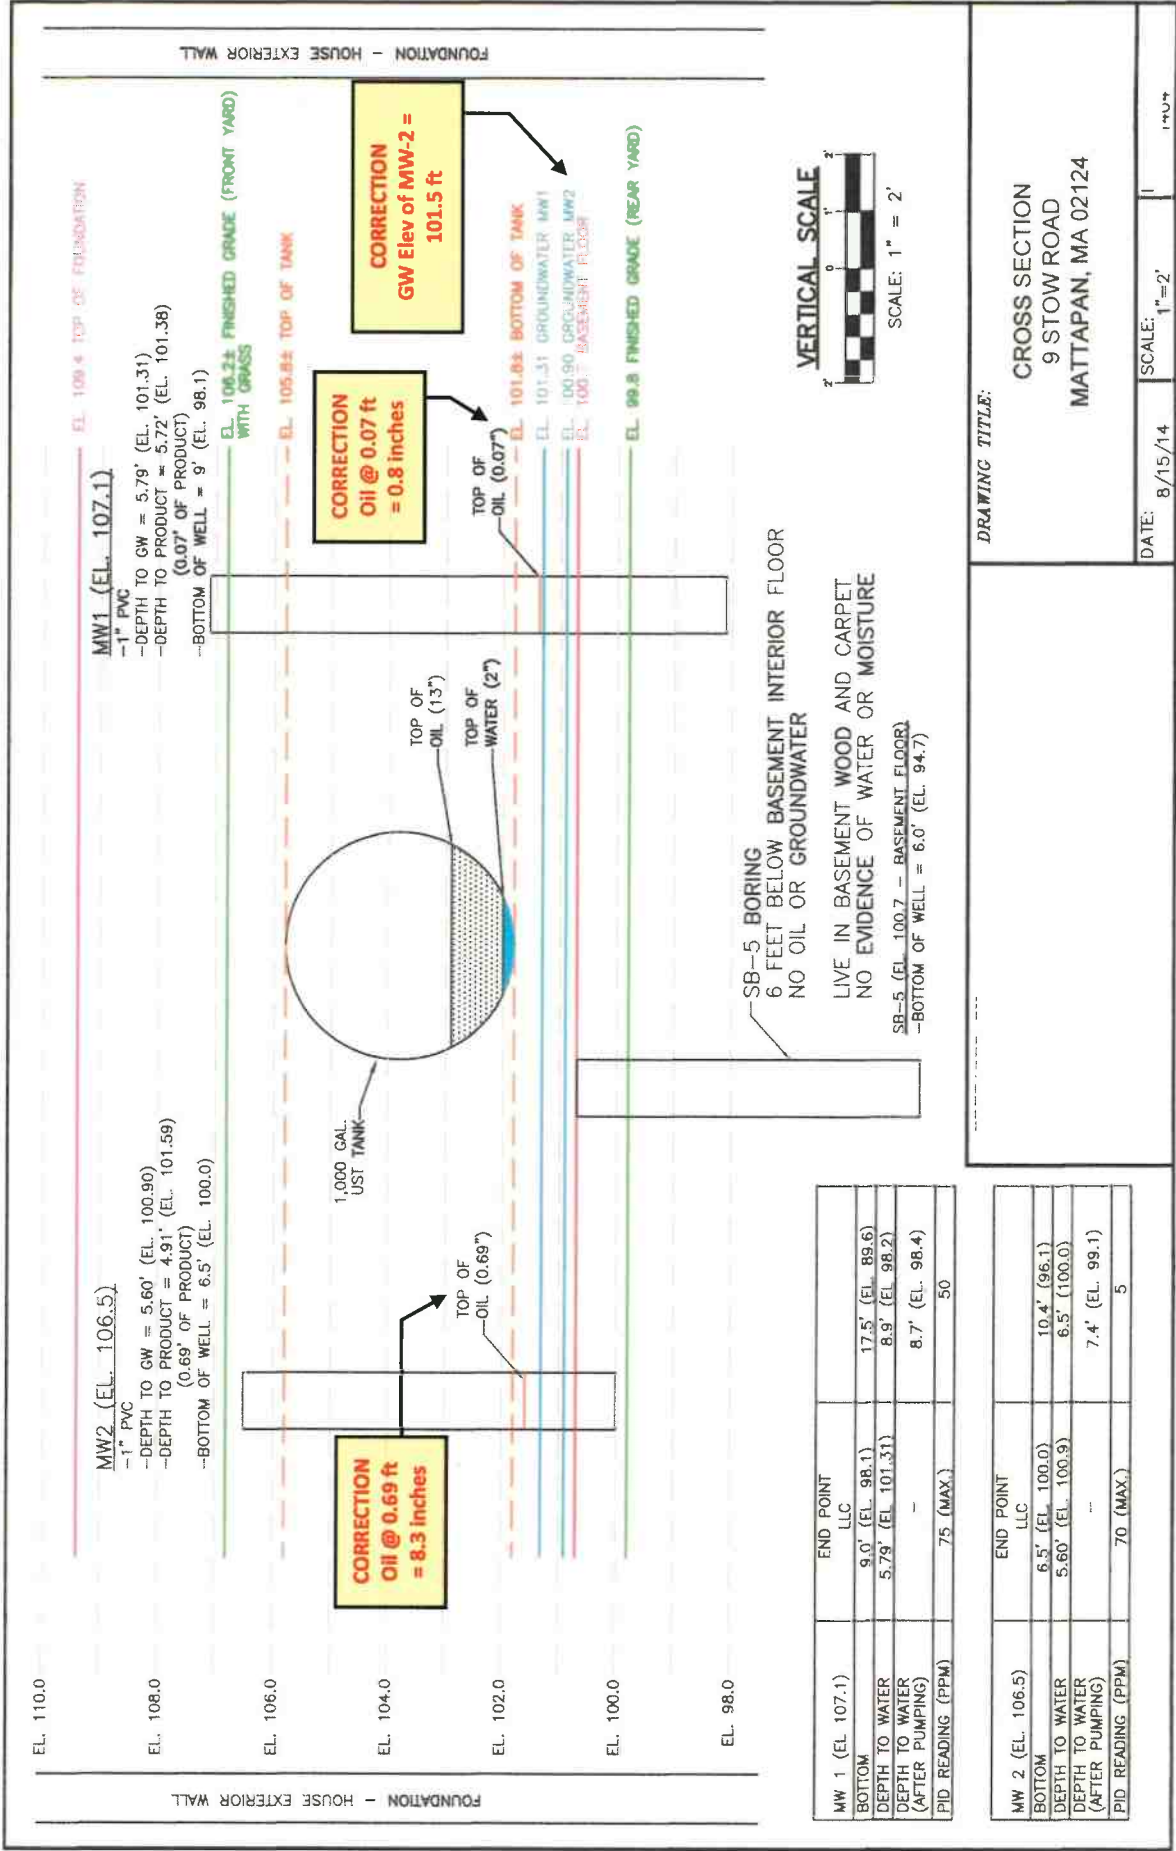 FOUNDATION - HOUSE EXTERIOR WALL
FOUNDATION - HOUSE EXTERIOR WALL
EL. 110.0
EL. 108.0
EL. 106.0
EL. 104.0
EL. 102.0
EL. 100.0
EL. 98.0
MW2 (EL. 106.5)
-1" PVC
-DEPTH TO GW = 5.60' (EL. 100.90)
-DEPTH TO PRODUCT = 4.91' (EL. 101.59)
(0.69' OF PRODUCT)
-BOTTOM OF WELL = 6.5' (EL. 100.0)
MW1 (EL. 107.1)
-1" PVC
-DEPTH TO GW = 5.79' (EL. 101.31)
-DEPTH TO PRODUCT = 5.72' (EL. 101.38)
(0.07' OF PRODUCT)
-BOTTOM OF WELL = 9' (EL. 98.1)
EL 109.4 TOP OF FOUNDATION
EL. 106.2± FINISHED GRADE (FRONT YARD)
WITH GRASS
EL 105.8± TOP OF TANK
EL 101.8± BOTTOM OF TANK
EL 101.31 GROUNDWATER MW1
EL 100.90 GROUNDWATER MW2
EL 100.7 BASEMENT FLOOR
EL 99.8 FINISHED GRADE (REAR YARD)
CORRECTION
Oil @ 0.69 ft
= 8.3 inches
CORRECTION
Oil @ 0.07 ft
= 0.8 inches
CORRECTION
GW Elev of MW-2 =
101.5 ft
1,000 GAL.
UST TANK
TOP OF
OIL (0.69")
TOP OF
OIL (13")
TOP OF
WATER (2")
TOP OF
OIL (0.07")
SB-5 BORING
6 FEET BELOW BASEMENT INTERIOR FLOOR
NO OIL OR GROUNDWATER
LIVE IN BASEMENT WOOD AND CARPET
NO EVIDENCE OF WATER OR MOISTURE
SB-5 (EL 100.7 - BASEMENT FLOOR)
-BOTTOM OF WELL = 6.0' (EL. 94.7)
VERTICAL SCALE
2' 0 1' 2'
SCALE: 1" = 2'
MW 1 (EL 107.1) END POINT LLC
BOTTOM 9.0' (EL. 98.1) 17.5' (EL. 89.6)
DEPTH TO WATER 5.79' (EL 101.31) 8.9' (EL 98.2)
DEPTH TO WATER (AFTER PUMPING) -- 8.7' (EL. 98.4)
PID READING (PPM) 75 (MAX.) 50
MW 2 (EL. 106.5) END POINT LLC
BOTTOM 6.5' (EL. 100.0) 10.4' (96.1)
DEPTH TO WATER 5.60' (EL. 100.9) 6.5' (100.0)
DEPTH TO WATER (AFTER PUMPING) -- 7.4' (EL. 99.1)
PID READING (PPM) 70 (MAX.) 5
DRAWING TITLE:
CROSS SECTION
9 STOW ROAD
MATTAPAN, MA 02124
DATE: 8/15/14
SCALE: 1"=2'